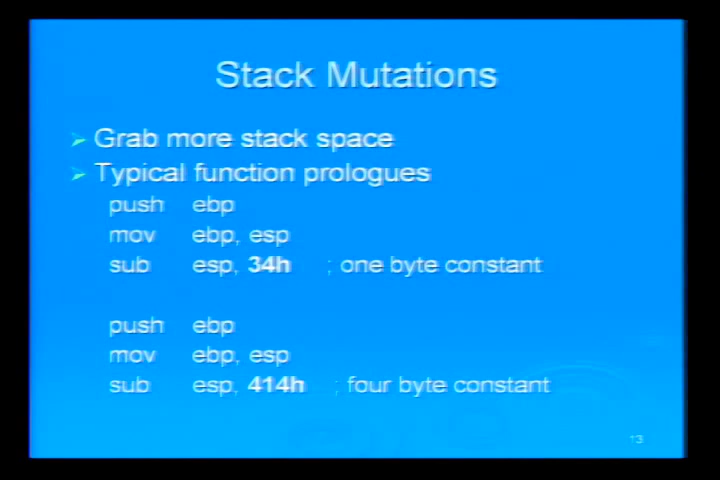 Stack Mutations
➢ Grab more stack space
➢ Typical function prologues
push ebp
mov ebp, esp
sub esp, 34h ; one byte constant
push ebp
mov ebp, esp
sub esp, 414h ; four byte constant
13